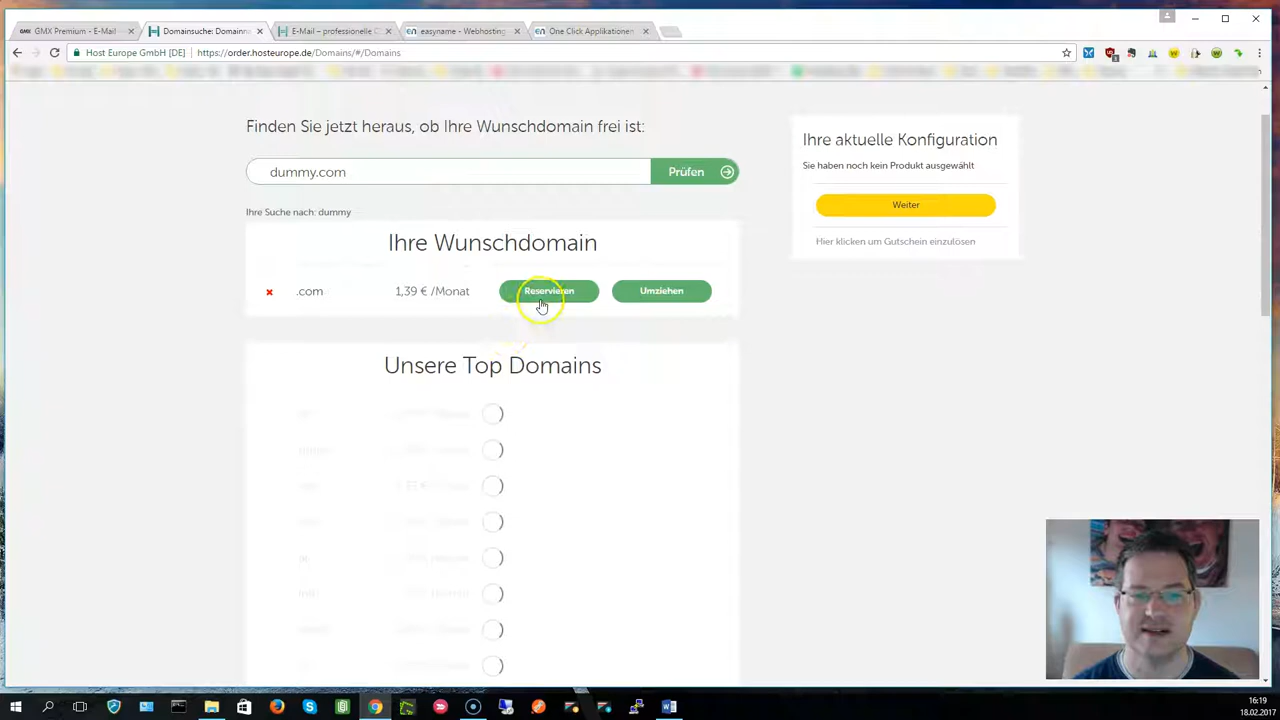 GMX Premium - E-Mail
Domainsuche: Domainna
E-Mail – professionelle C
easyname - Webhosting
One Click Applikationen
Host Europe GmbH [DE]
https://order.hosteurope.de/Domains/#/Domains
Finden Sie jetzt heraus, ob Ihre Wunschdomain frei ist:
dummy.com
Prüfen
Ihre Suche nach: dummy
Ihre Wunschdomain
.com 1,39 € /Monat Reservieren Umziehen
Unsere Top Domains
Ihre aktuelle Konfiguration
Sie haben noch kein Produkt ausgewählt
Weiter
Hier klicken um Gutschein einzulösen
16:19
18.02.2017